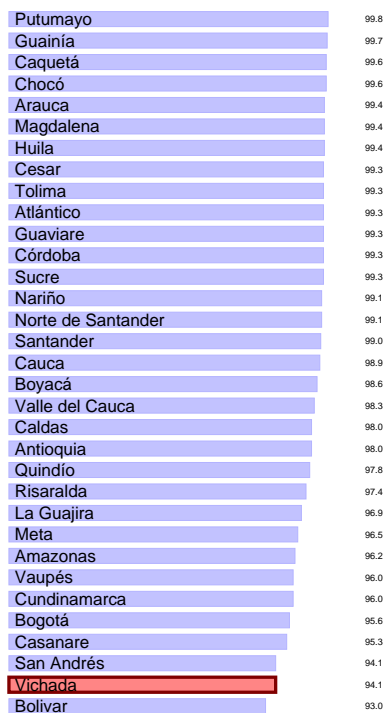 Putumayo 99.8
Guainía 99.7
Caquetá 99.6
Chocó 99.6
Arauca 99.4
Magdalena 99.4
Huila 99.4
Cesar 99.3
Tolima 99.3
Atlántico 99.3
Guaviare 99.3
Córdoba 99.3
Sucre 99.3
Nariño 99.1
Norte de Santander 99.1
Santander 99.0
Cauca 98.9
Boyacá 98.6
Valle del Cauca 98.3
Caldas 98.0
Antioquia 98.0
Quindío 97.8
Risaralda 97.4
La Guajira 96.9
Meta 96.5
Amazonas 96.2
Vaupés 96.0
Cundinamarca 96.0
Bogotá 95.6
Casanare 95.3
San Andrés 94.1
Vichada 94.1
Bolivar 93.0